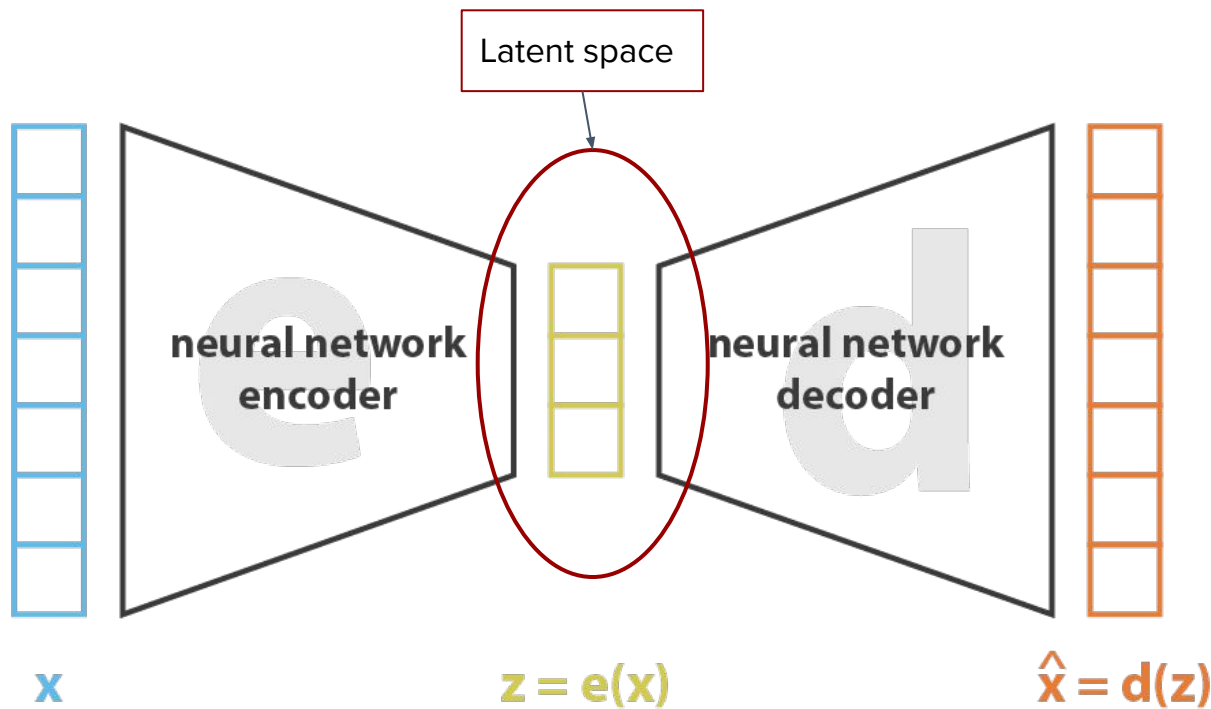 Latent space
e
neural network
encoder
d
neural network
decoder
x
z = e(x)
x̂ = d(z)